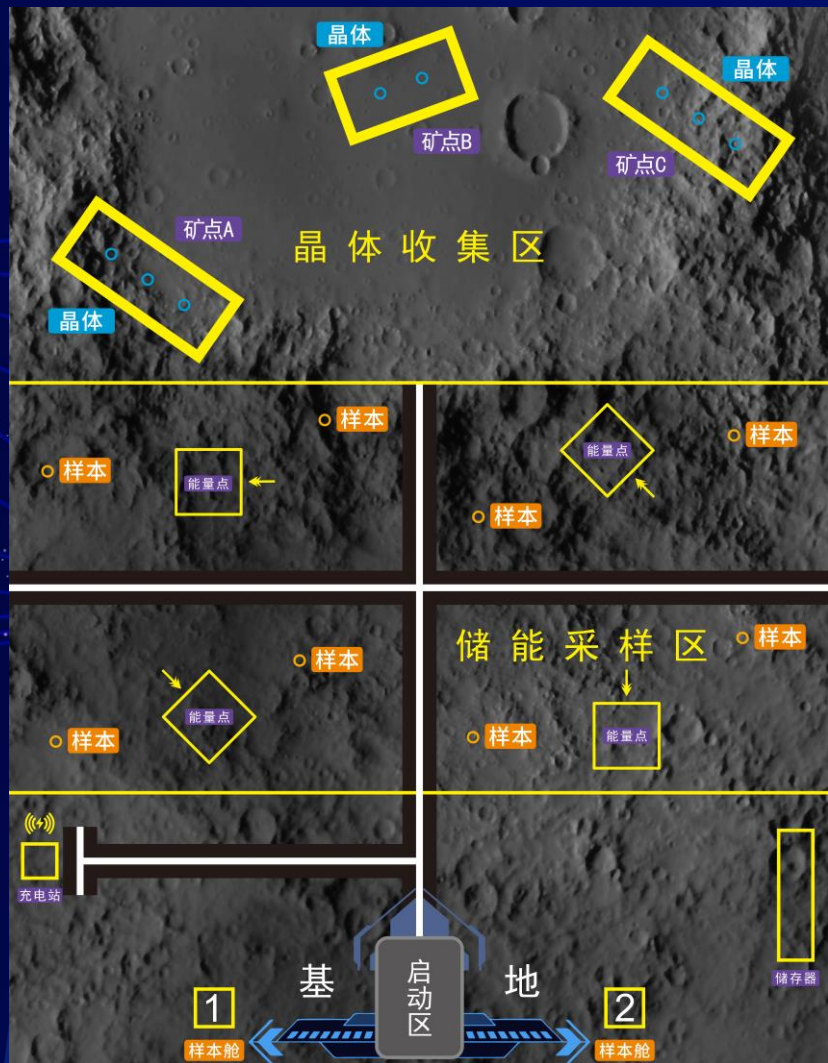 晶体
晶体
矿点B
矿点C
矿点A
晶体收集区
晶体
样本
样本
能量点
能量点
样本
样本
储能采样区
样本
样本
能量点
样本
样本
能量点
充电站
启动区
基地
储存器
1
2
样本舱
样本舱